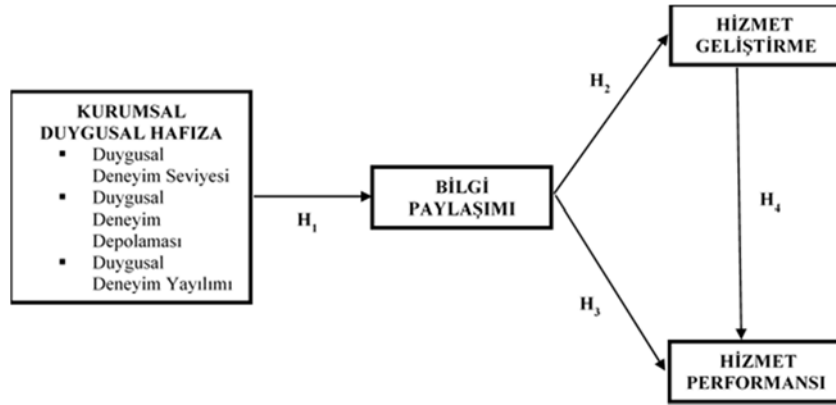 KURUMSAL
DUYGUSAL HAFIZA
▪ Duygusal
Deneyim Seviyesi
▪ Duygusal
Deneyim
Depolaması
▪ Duygusal
Deneyim Yayılımı
H₁
BİLGİ
PAYLAŞIMI
H₂
H₃
HİZMET
GELİŞTİRME
H₄
HİZMET
PERFORMANSI